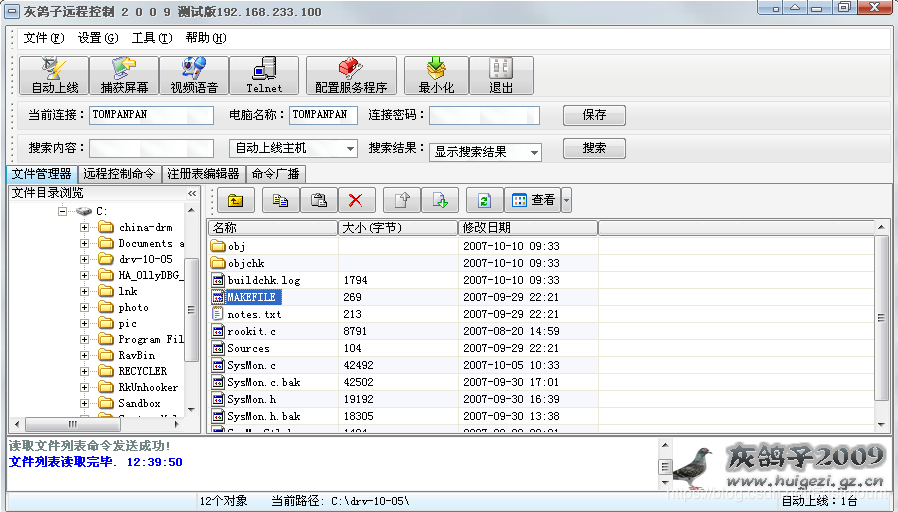 灰鸽子远程控制 2 0 0 9 测试版192.168.233.100
文件(F) 设置(G) 工具(T) 帮助(H)
自动上线 捕获屏幕 视频语音 Telnet 配置服务程序 最小化 退出
当前连接: TOMPANPAN 电脑名称: TOMPANPAN 连接密码: 保存
搜索内容: 自动上线主机 搜索结果: 显示搜索结果 搜索
文件管理器 远程控制命令 注册表编辑器 命令广播
文件目录浏览 «
查看
C:
china-drm
Documents a
drv-10-05
HA_OllyDBG_
lnk
photo
pic
Program Fil
RavBin
RECYCLER
RkUnhooker
Sandbox
名称 大小(字节) 修改日期
obj 2007-10-10 09:33
objchk 2007-10-10 09:33
buildchk.log 1794 2007-10-10 09:33
MAKEFILE 269 2007-09-29 22:21
notes.txt 213 2007-09-29 22:21
rookit.c 8791 2007-08-20 14:59
Sources 104 2007-09-29 22:21
SysMon.c 42492 2007-10-05 10:33
SysMon.c.bak 42502 2007-09-30 17:01
SysMon.h 19192 2007-09-30 16:39
SysMon.h.bak 18305 2007-09-30 13:38
读取文件列表命令发送成功!
文件列表读取完毕. 12:39:50
灰鸽子2009
www.huigezi.gz.cn
12个对象 当前路径: C:\drv-10-05\ 自动上线:1台